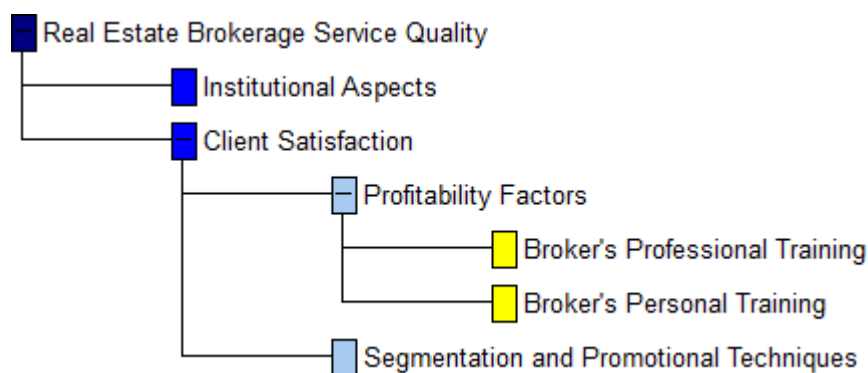 Real Estate Brokerage Service Quality
Institutional Aspects
Client Satisfaction
Profitability Factors
Broker's Professional Training
Broker's Personal Training
Segmentation and Promotional Techniques